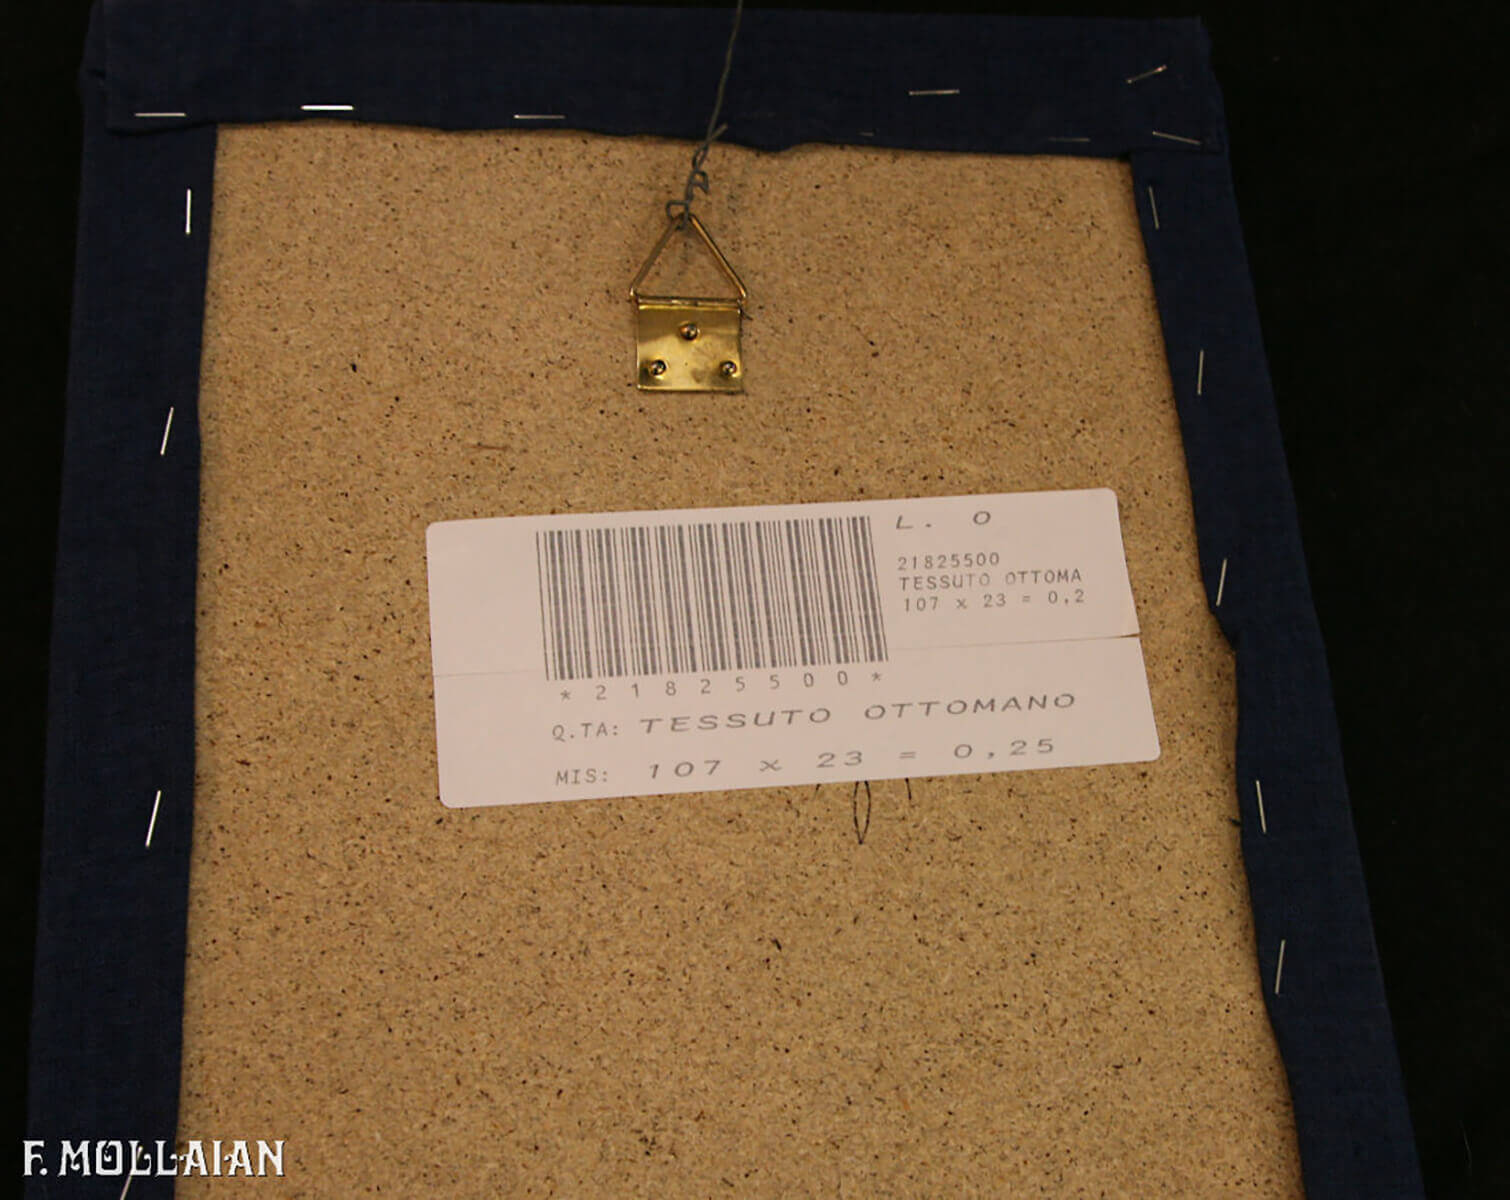 L. 0
21825500
TESSUTO OTTOMA
107 x 23 = 0,2
*21825500*
Q.TA: TESSUTO OTTOMANO
MIS: 107 x 23 = 0,25
F. MOLLAIAN